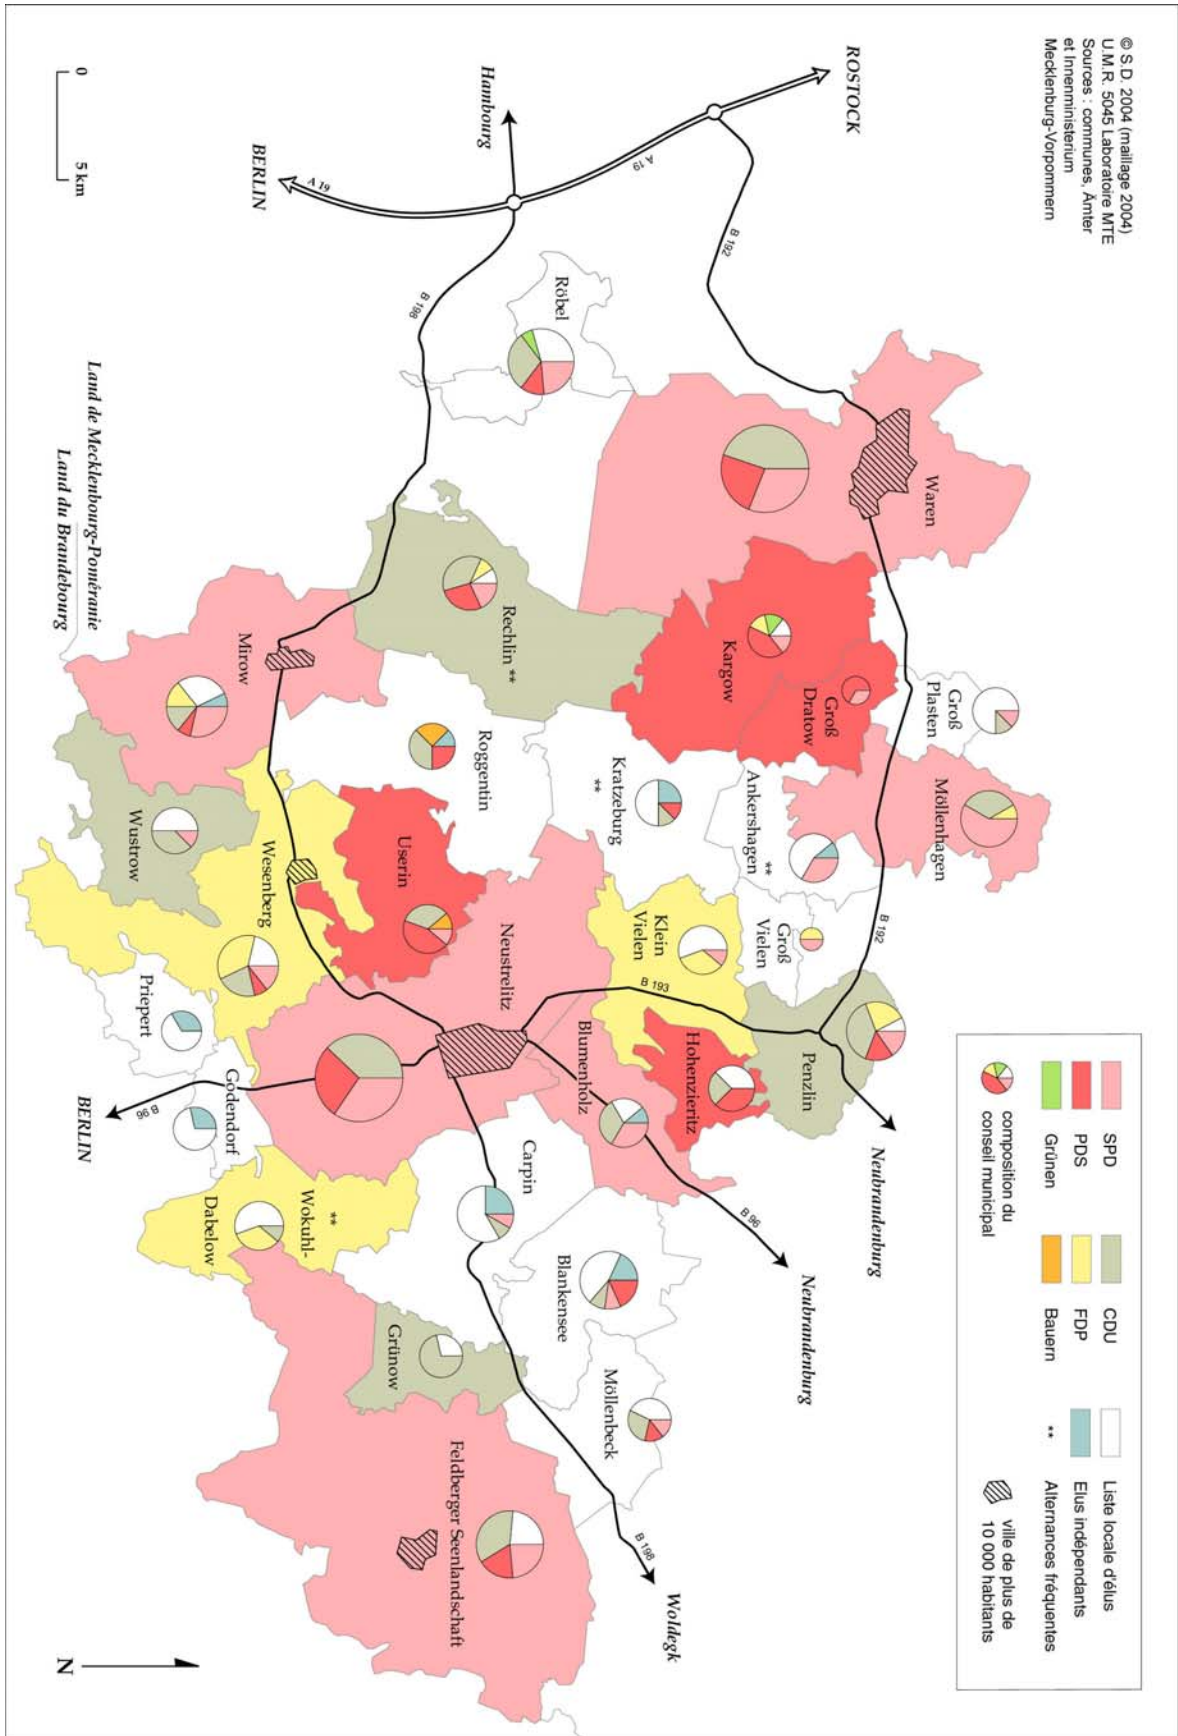 © S.D. 2004 (maillage 2004)
U.M.R. 5045 Laboratoire MTE
Sources : communes, Ämter
et Innenministerium
Mecklenburg-Vorpommern
SPD
PDS
Grünen
composition du
conseil municipal
CDU
FDP
Bauern
Liste locale d'élus
Elus indépendants
** Alternances fréquentes
ville de plus de
10 000 habitants
ROSTOCK
Hambourg
BERLIN
A 19
A 19
B 192
B 198
Röbel
Waren
Kargow
Groß
Dratow
Groß
Plasten
Möllenhagen
Ankershagen
**
Kratzeburg
**
Rechlin **
Roggentin
Mirow
Userin
Wustrow
Wesenberg
Priepert
Godendorf
Neustrelitz
Klein
Vielen
Groß
Vielen
B 192
B 193
Penzlin
Hohenzieritz
Blumenholz
Neubrandenburg
B 96
Neubrandenburg
Carpin
Blankensee
Möllenbeck
**
Wokuhl-
Dabelow
Grünow
Feldberger Seenlandschaft
B 198
Woldegk
B 96
BERLIN
Land de Mecklenbourg-Poméranie
Land du Brandebourg
0
5 km
N